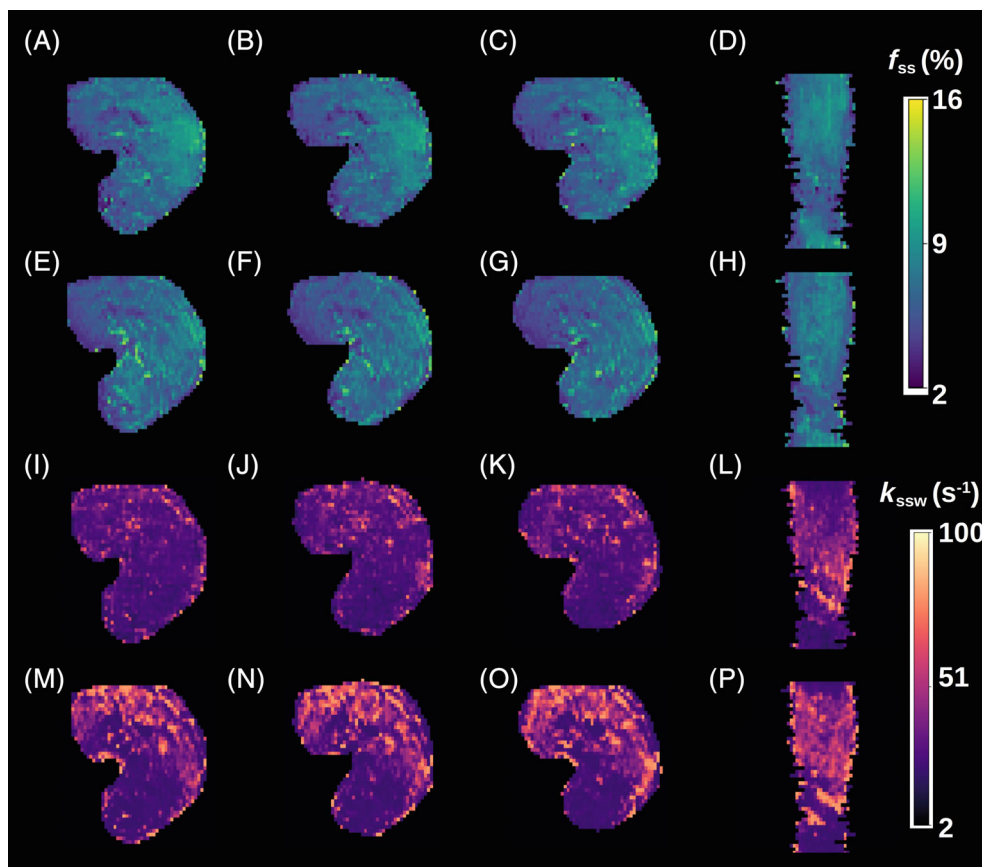 (A) (B) (C) (D)
fss (%)
16
9
2
(E) (F) (G) (H)
(I) (J) (K) (L)
kssw (s-1)
100
51
2
(M) (N) (O) (P)